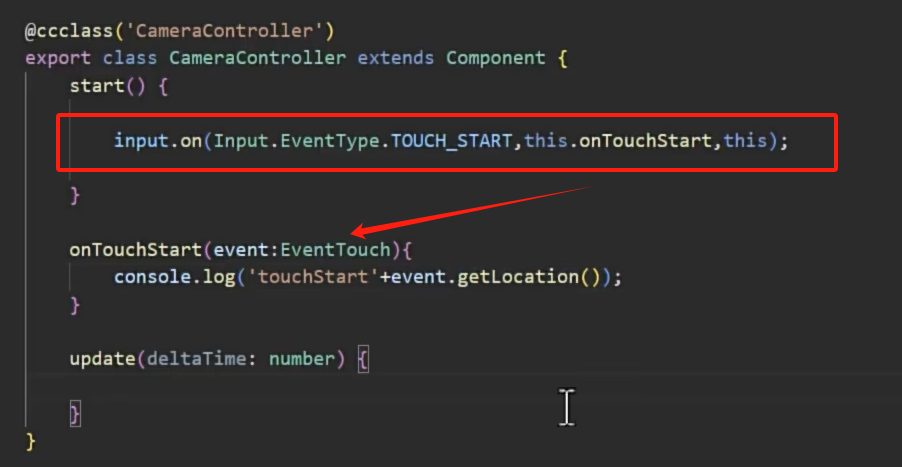 @ccclass('CameraController')
export class CameraController extends Component {
start() {
input.on(Input.EventType.TOUCH_START,this.onTouchStart,this);
}
onTouchStart(event:EventTouch){
console.log('touchStart'+event.getLocation());
}
update(deltaTime: number) {
}
}